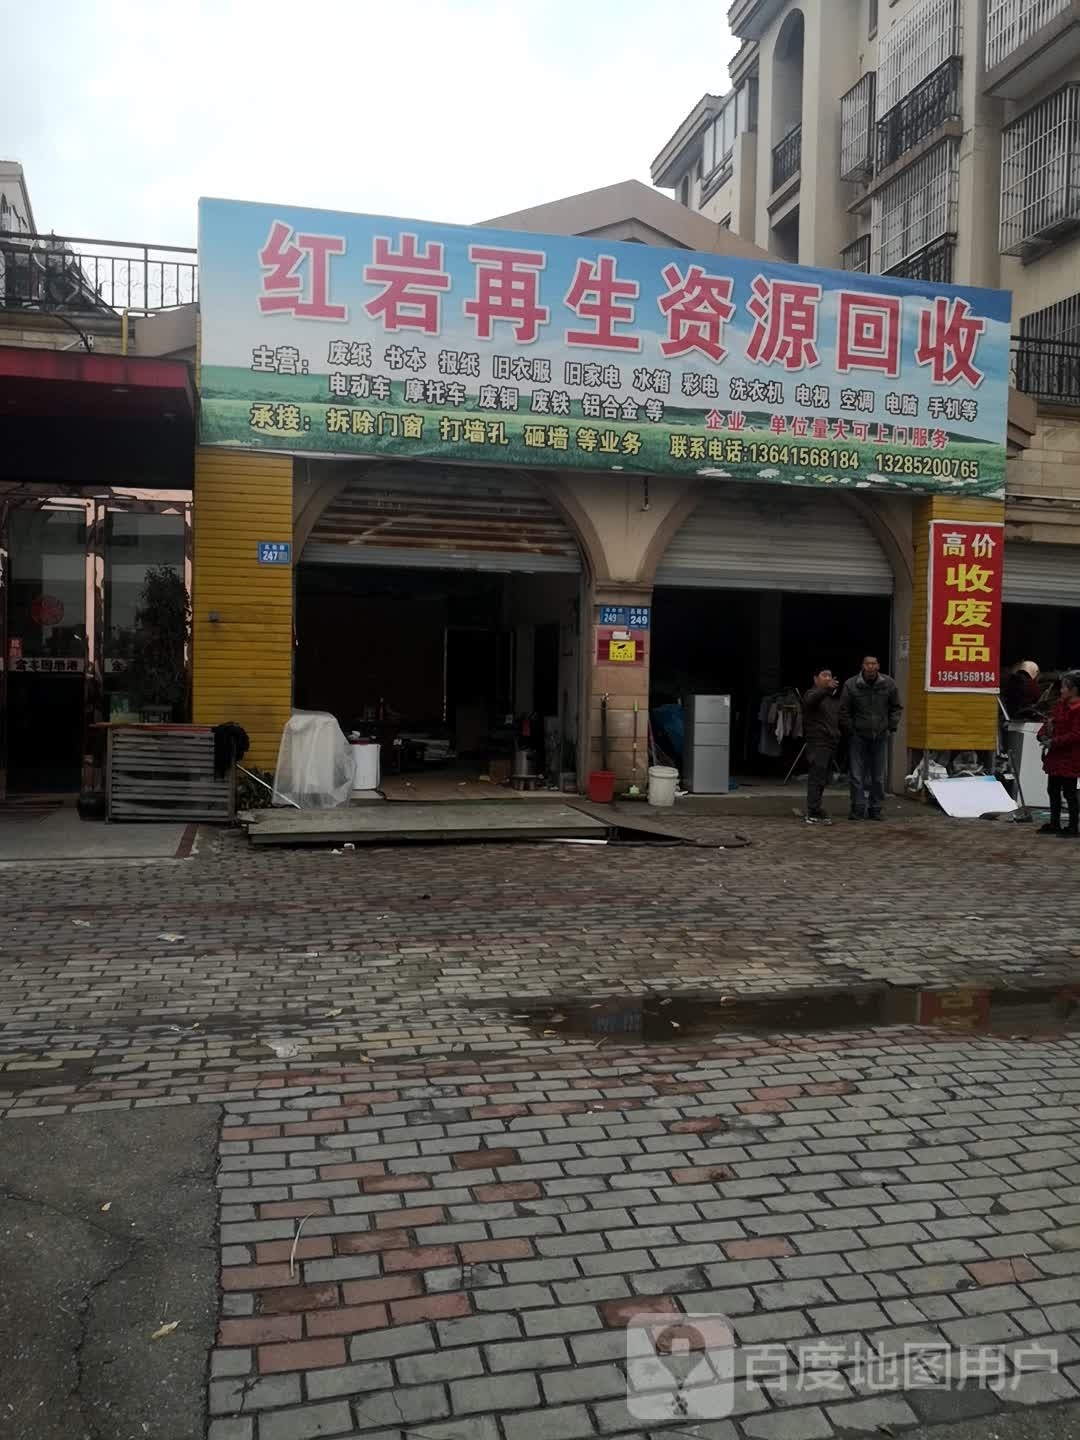 红岩再生资源回收
主营：废纸 书本 报纸 旧衣服 旧家电 冰箱 彩电 洗衣机 电视 空调 电脑 手机等
电动车 摩托车 废铜 废铁 铝合金 等
企业、单位量大可上门服务
承接：拆除门窗 打墙孔 砸墙 等业务
联系电话:13641568184 13285200765
247
249
249
高价
收
废
品
13641568184
百度地图用户